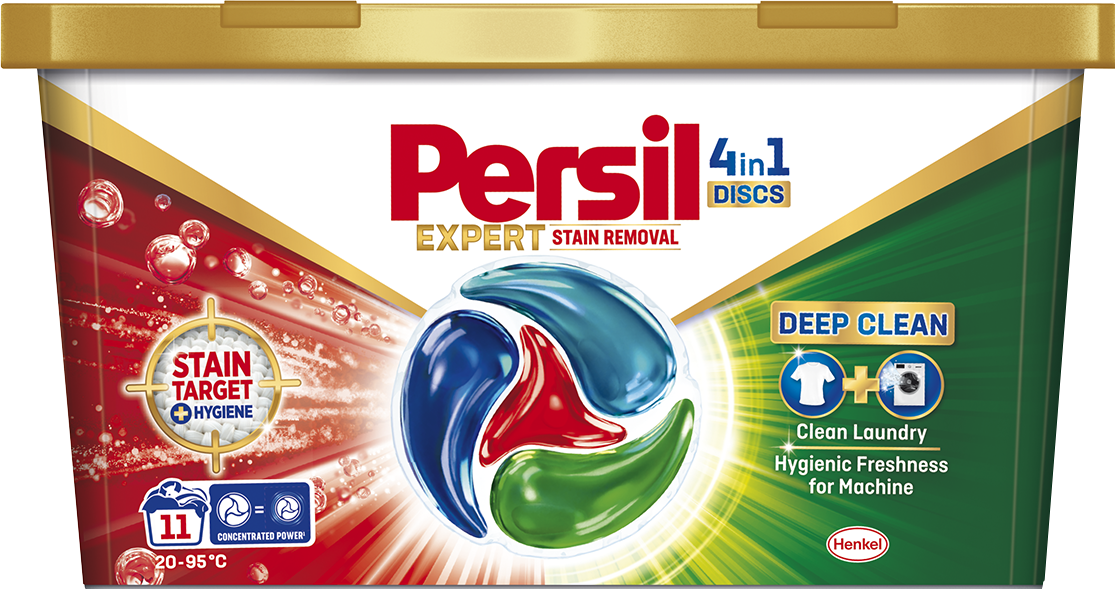 Persil
4in1
DISCS
EXPERT STAIN REMOVAL
STAIN
TARGET
+ HYGIENE
DEEP CLEAN
+
Clean Laundry
Hygienic Freshness
for Machine
11
=
CONCENTRATED POWER¹
20-95°C
Henkel